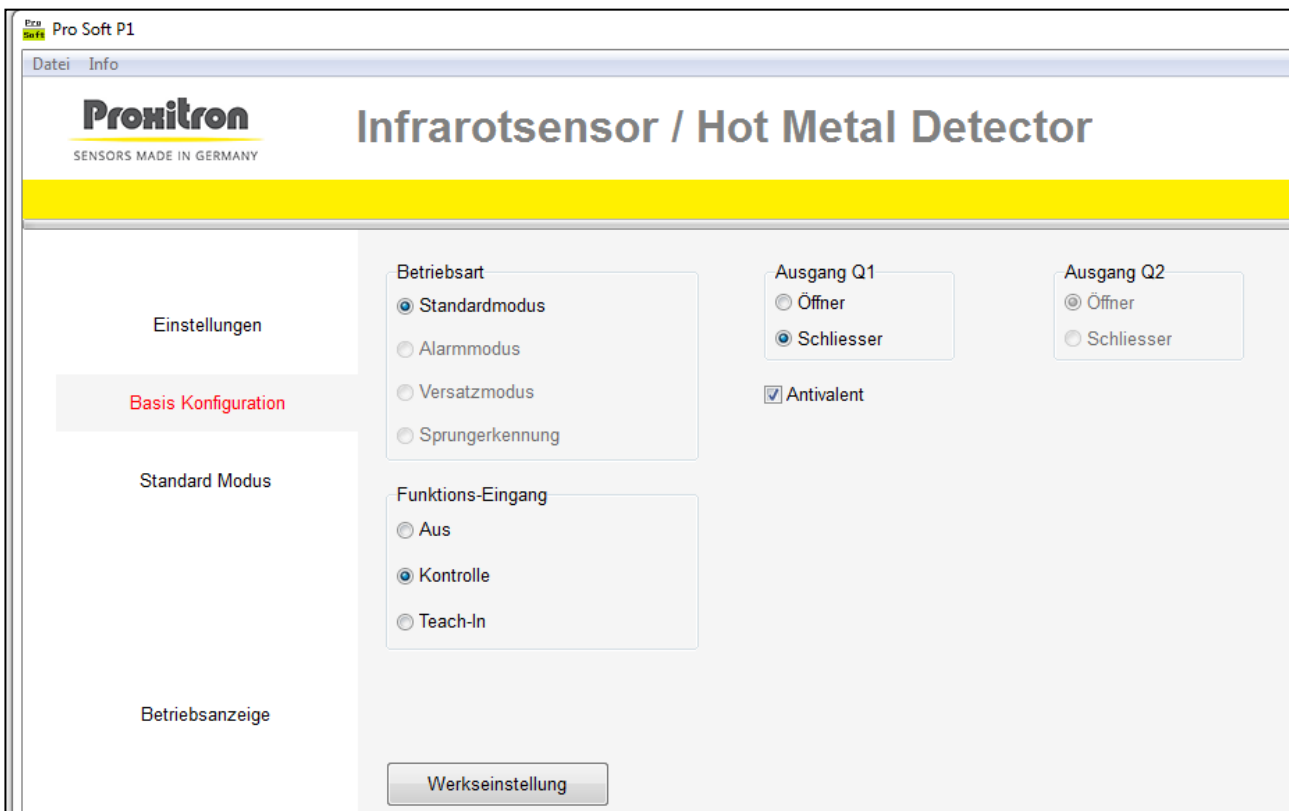 Pro Soft
Pro Soft P1
Datei Info
Proxitron
SENSORS MADE IN GERMANY
Infrarotsensor / Hot Metal Detector
Einstellungen
Basis Konfiguration
Standard Modus
Betriebsanzeige
Betriebsart
Standardmodus
Alarmmodus
Versatzmodus
Sprungerkennung
Funktions-Eingang
Aus
Kontrolle
Teach-In
Werkseinstellung
Ausgang Q1
Öffner
Schliesser
Antivalent
Ausgang Q2
Öffner
Schliesser